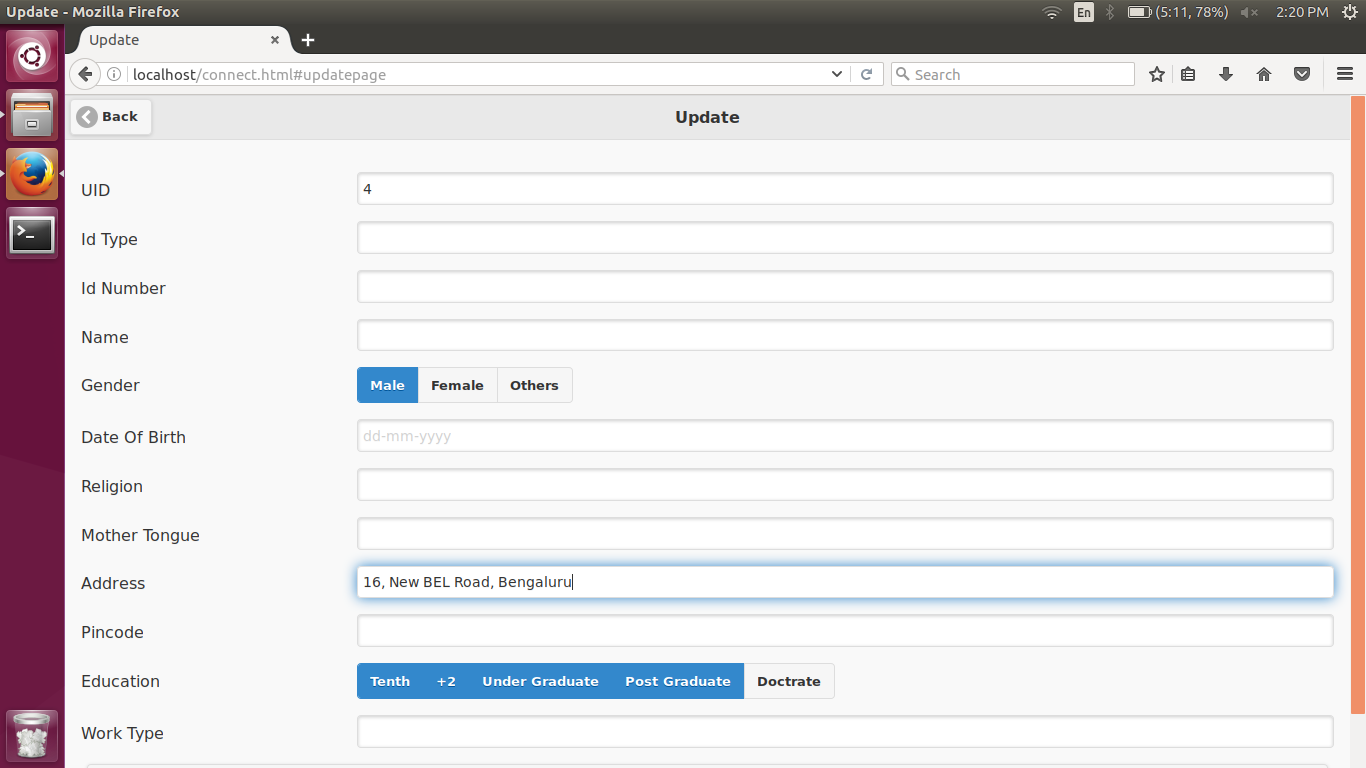 Update - Mozilla Firefox En (5:11, 78%) 2:20 PM
Update
localhost/connect.html#updatepage Search
Back Update
UID 4
Id Type
Id Number
Name
Gender Male Female Others
Date Of Birth dd-mm-yyyy
Religion
Mother Tongue
Address 16, New BEL Road, Bengaluru
Pincode
Education Tenth +2 Under Graduate Post Graduate Doctrate
Work Type